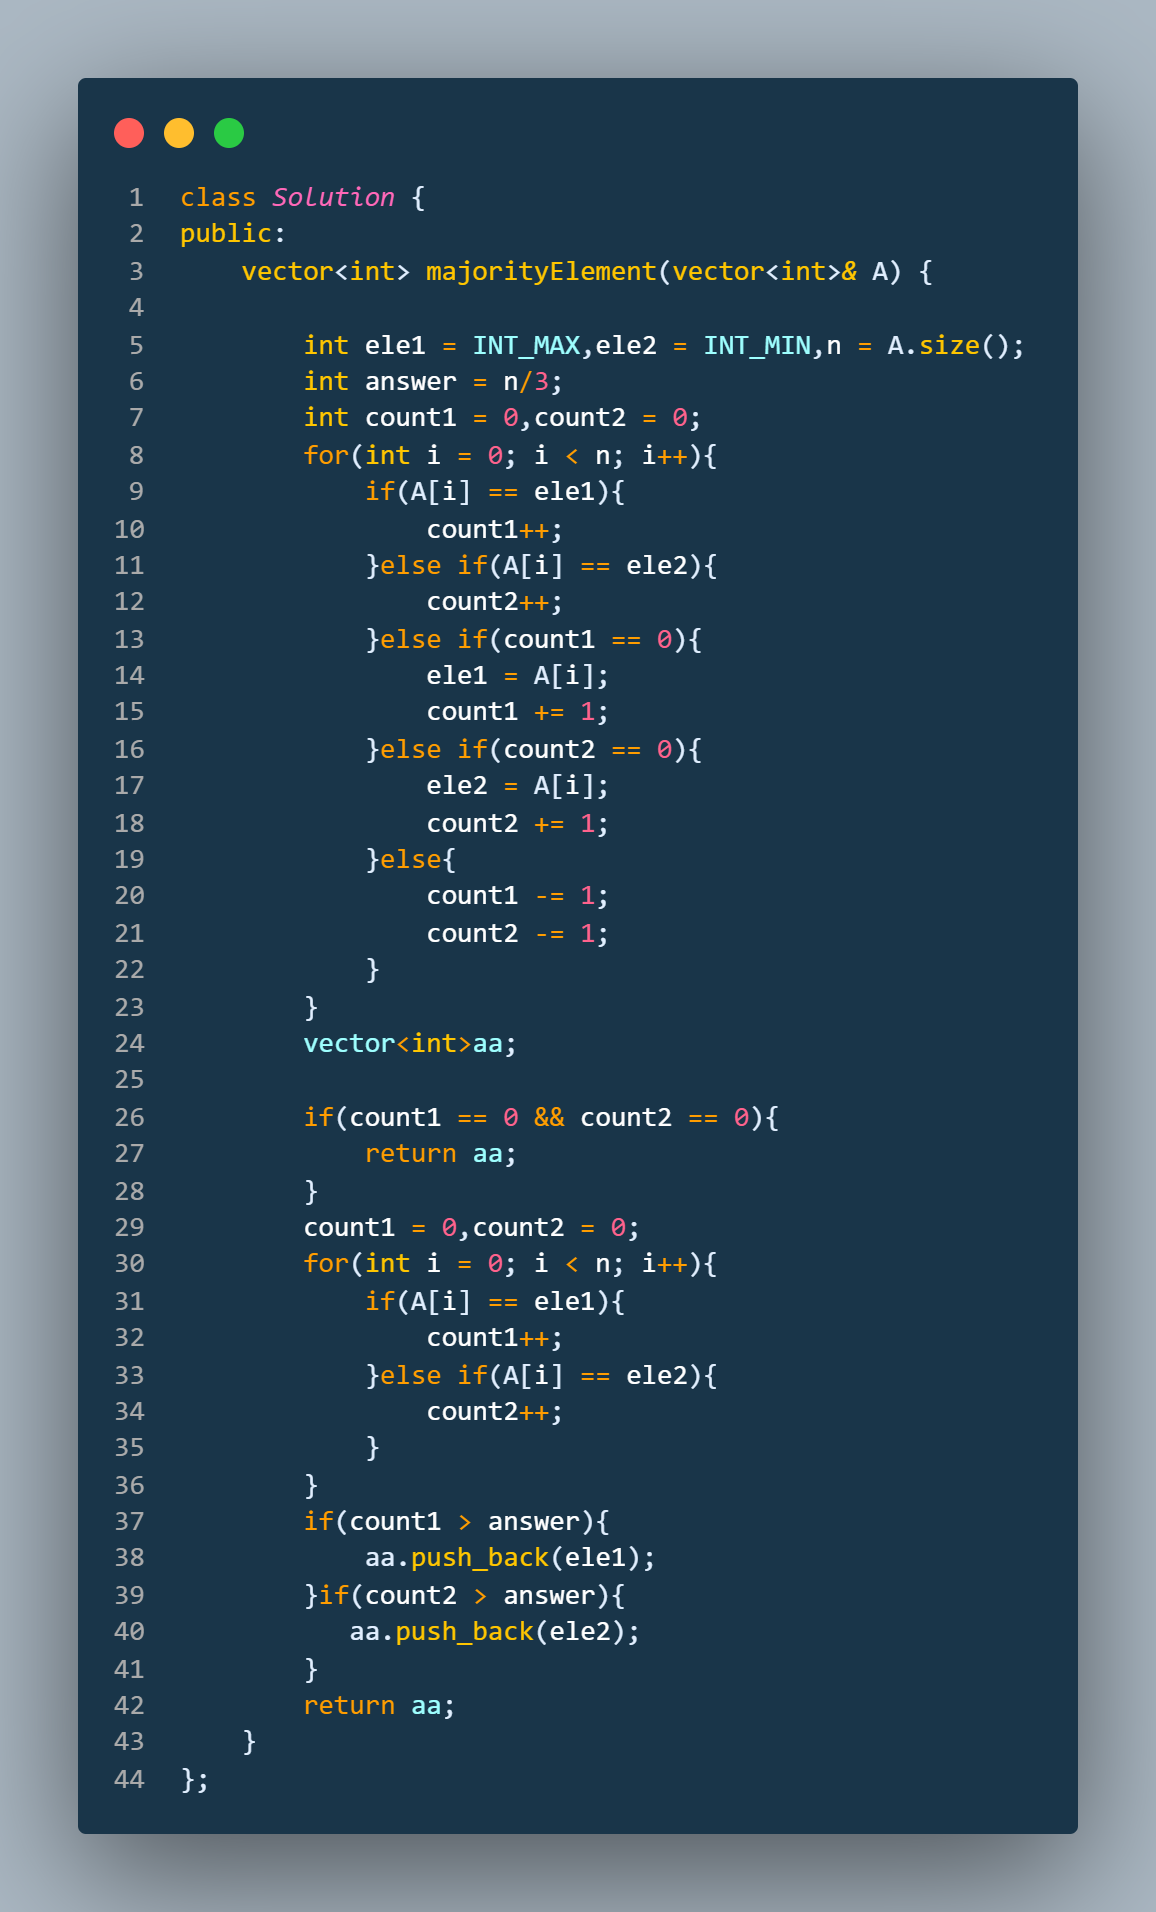 1 class Solution {
2 public:
3     vector<int> majorityElement(vector<int>& A) {
4
5         int ele1 = INT_MAX,ele2 = INT_MIN,n = A.size();
6         int answer = n/3;
7         int count1 = 0,count2 = 0;
8         for(int i = 0; i < n; i++){
9             if(A[i] == ele1){
10                 count1++;
11             }else if(A[i] == ele2){
12                 count2++;
13             }else if(count1 == 0){
14                 ele1 = A[i];
15                 count1 += 1;
16             }else if(count2 == 0){
17                 ele2 = A[i];
18                 count2 += 1;
19             }else{
20                 count1 -= 1;
21                 count2 -= 1;
22             }
23         }
24         vector<int>aa;
25
26         if(count1 == 0 && count2 == 0){
27             return aa;
28         }
29         count1 = 0,count2 = 0;
30         for(int i = 0; i < n; i++){
31             if(A[i] == ele1){
32                 count1++;
33             }else if(A[i] == ele2){
34                 count2++;
35             }
36         }
37         if(count1 > answer){
38             aa.push_back(ele1);
39         }if(count2 > answer){
40            aa.push_back(ele2);
41         }
42         return aa;
43     }
44 };